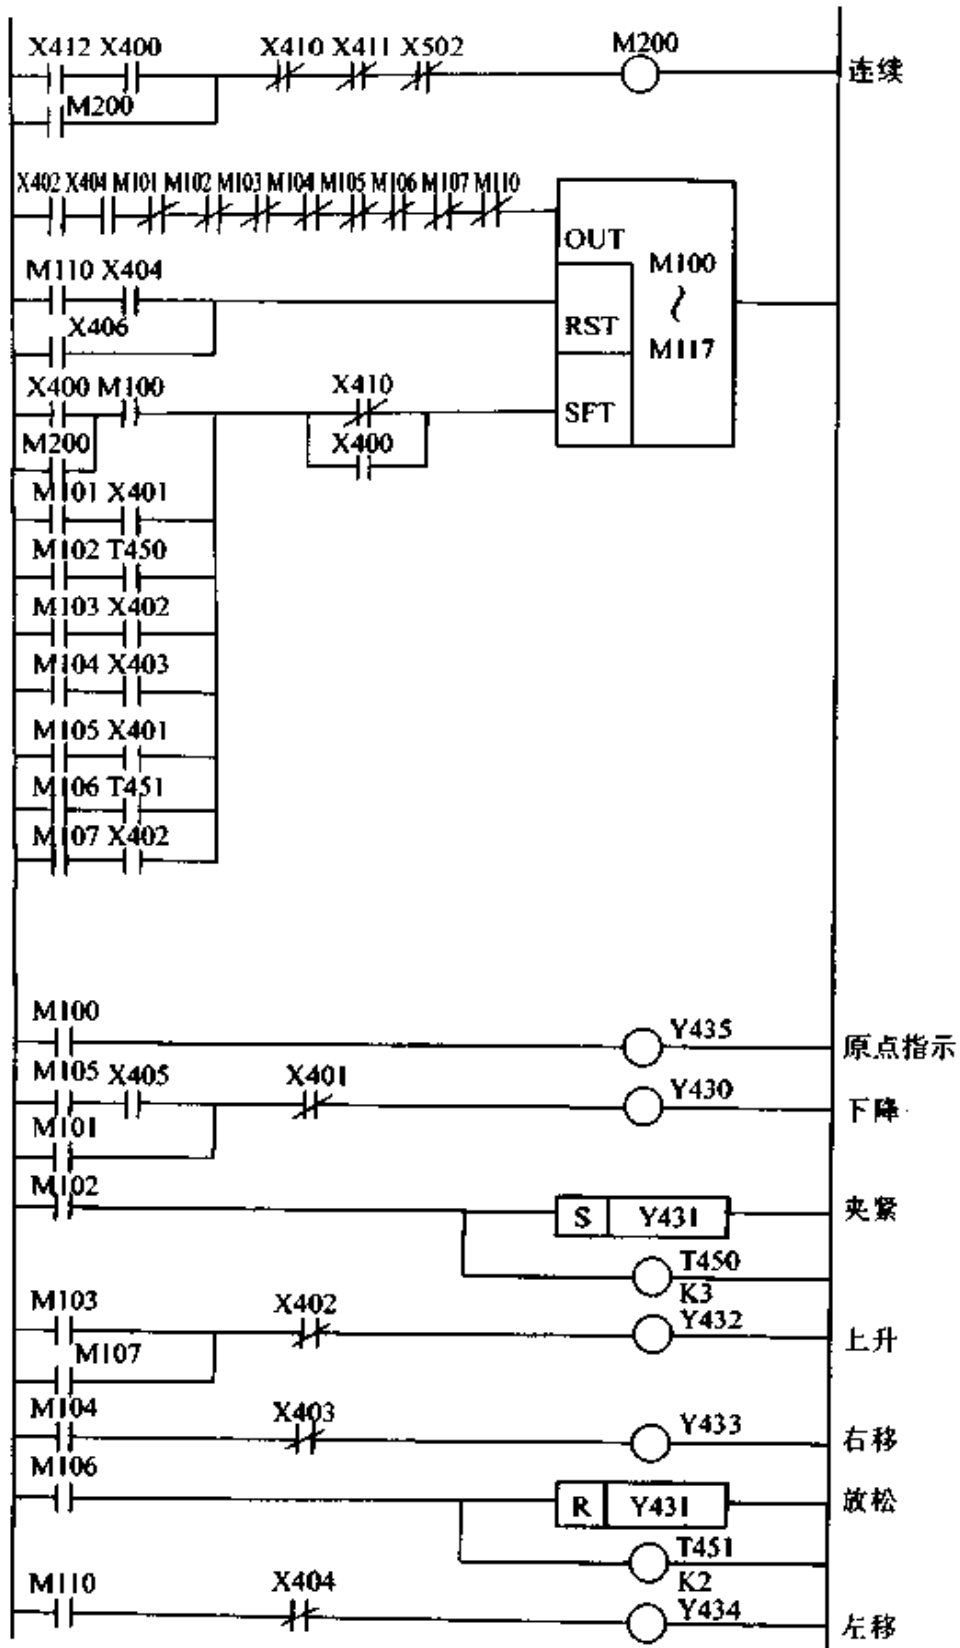 X412 X400 X410 X411 X502 M200
连续
M200
X402 X404 M101 M102 M103 M104 M105 M106 M107 M110
OUT
M100
M110 X404
X406
RST
M117
X400 M100 X410
SFT
M200 X400
M101 X401
M102 T450
M103 X402
M104 X403
M105 X401
M106 T451
M107 X402
M100 Y435
原点指示
M105 X405 X401 Y430
下降
M101
M102
S Y431
夹紧
T450
K3
M103 X402 Y432
上升
M107
M104 X403 Y433
右移
M106
R Y431
放松
T451
K2
M110 X404 Y434
左移